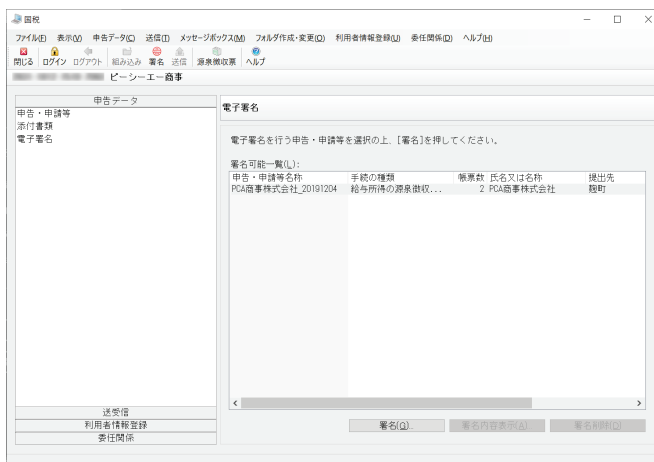 国税
ファイル(F) 表示(V) 申告データ(C) 送信(T) メッセージボックス(M) フォルダ作成・変更(O) 利用者情報登録(U) 委任関係(D) ヘルプ(H)
閉じる ログイン ログアウト 組み込み 署名 送信 源泉徴収票 ヘルプ
ピーシーエー商事
申告データ
申告・申請等
添付書類
電子署名
電子署名
電子署名を行う申告・申請等を選択の上、[署名]を押してください。
署名可能一覧(L):
申告・申請等名称 手続の種類 帳票数 氏名又は名称 提出先
PCA商事株式会社_20191204 給与所得の源泉徴収... 2 PCA商事株式会社 麹町
署名(G)... 署名内容表示(A) 署名削除(D)
送受信
利用者情報登録
委任関係